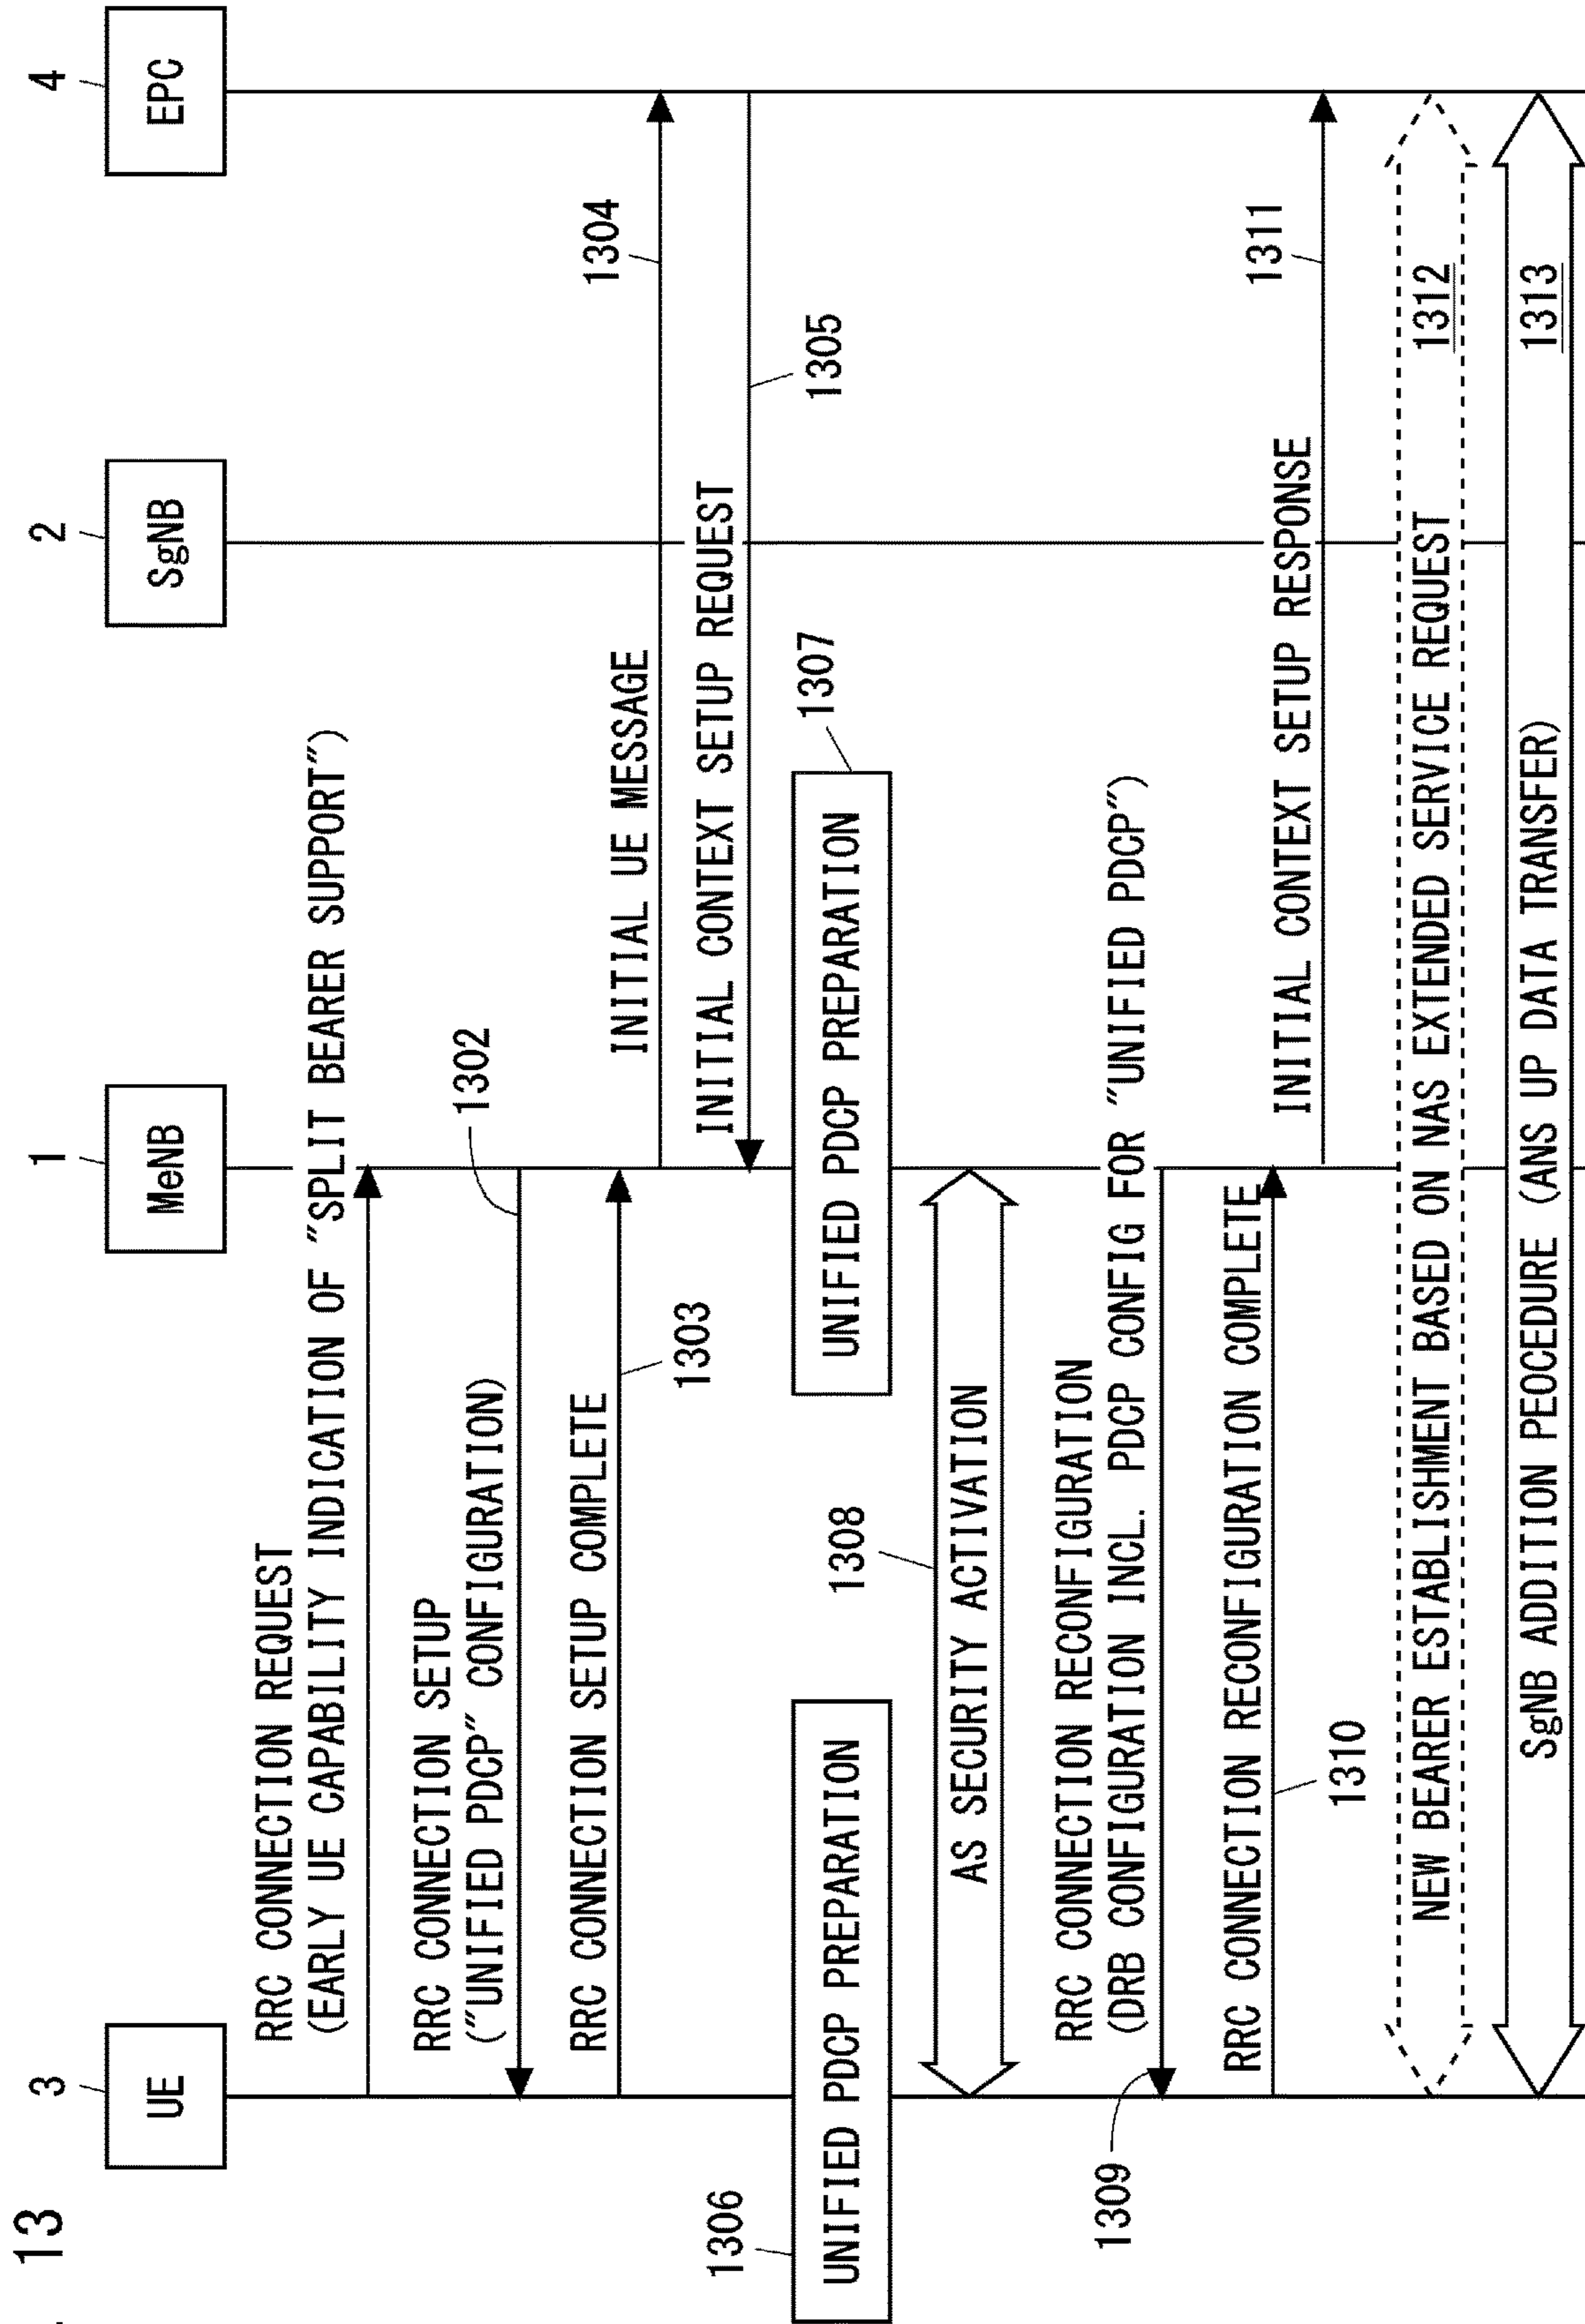 13
3
UE
1
MeNB
2
SgNB
4
EPC
RRC CONNECTION REQUEST
(EARLY UE CAPABILITY INDICATION OF "SPLIT BEARER SUPPORT")
RRC CONNECTION SETUP
("UNIFIED PDCP" CONFIGURATION)
1302
RRC CONNECTION SETUP COMPLETE
1303
INITIAL UE MESSAGE
1304
INITIAL CONTEXT SETUP REQUEST
1305
1306
UNIFIED PDCP PREPARATION
UNIFIED PDCP PREPARATION
1307
1308
AS SECURITY ACTIVATION
RRC CONNECTION RECONFIGURATION
(DRB CONFIGURATION INCL. PDCP CONFIG FOR "UNIFIED PDCP")
1309
RRC CONNECTION RECONFIGURATION COMPLETE
1310
INITIAL CONTEXT SETUP RESPONSE
1311
NEW BEARER ESTABLISHMENT BASED ON NAS EXTENDED SERVICE REQUEST
1312
SgNB ADDITION PEOCEDURE (ANS UP DATA TRANSFER)
1313